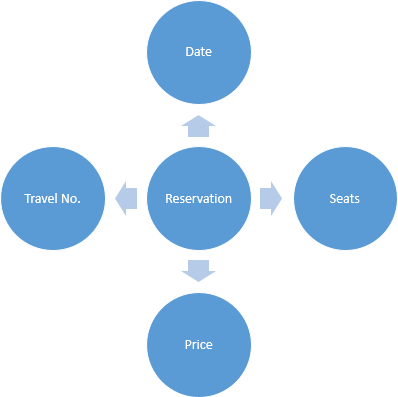 Date
Travel No.
Reservation
Seats
Price